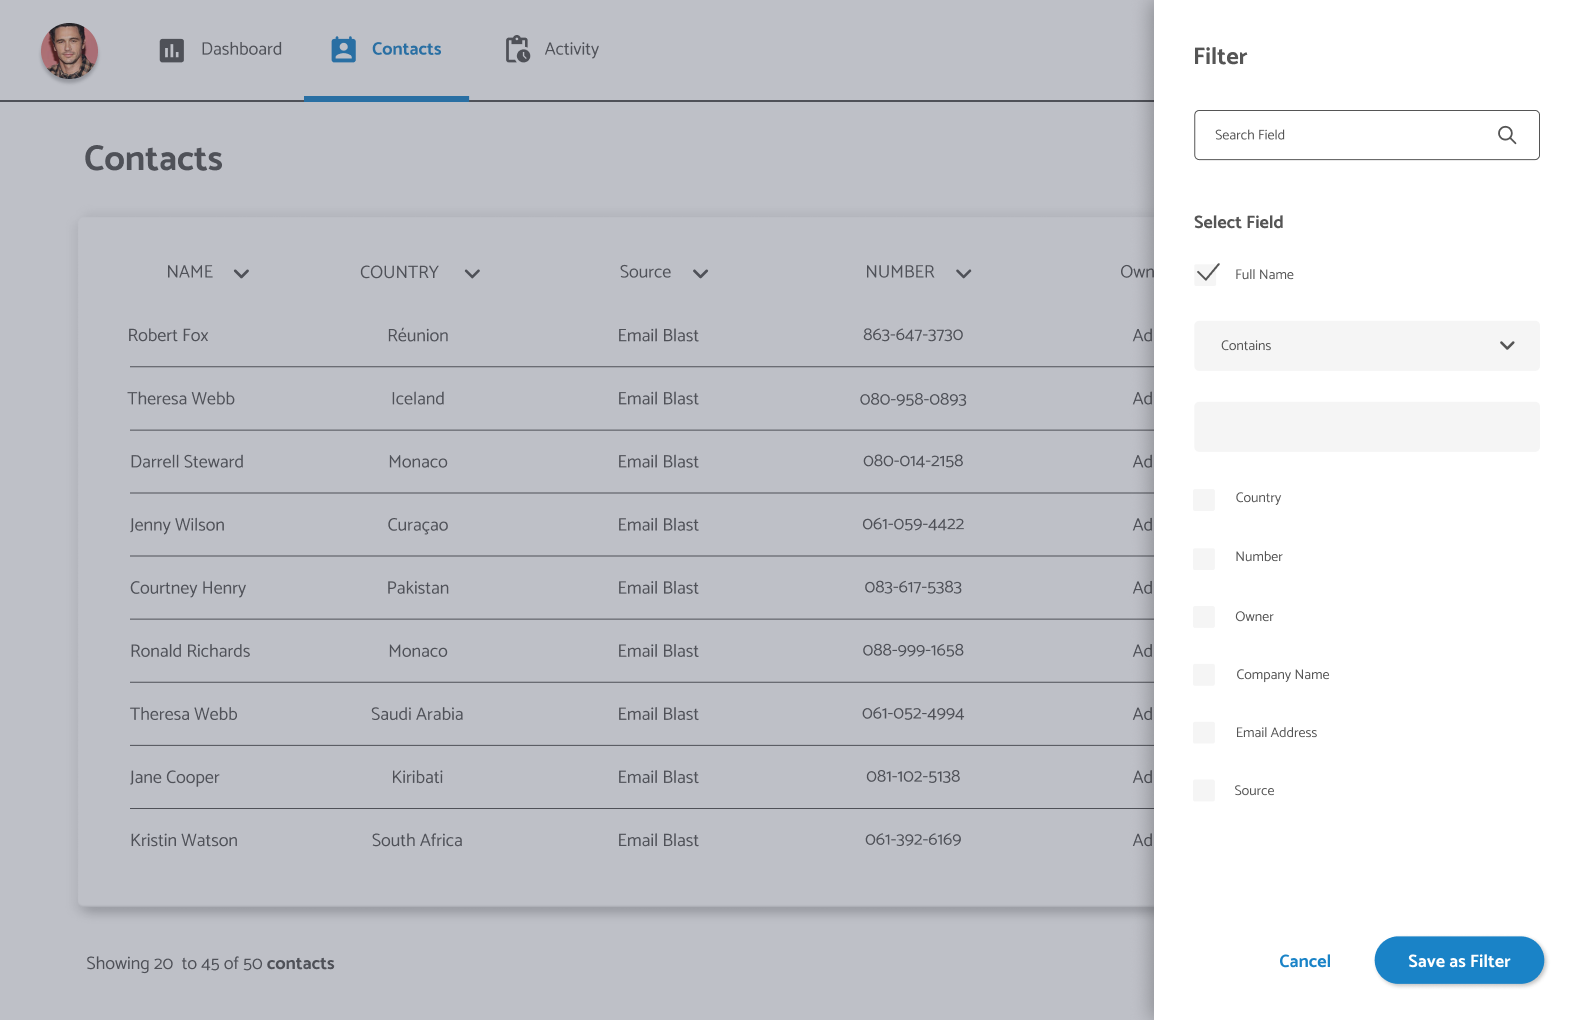 Dashboard
Contacts
Activity
Contacts
NAME COUNTRY Source NUMBER Own
Robert Fox Réunion Email Blast 863-647-3730 Ad
Theresa Webb Iceland Email Blast 080-958-0893 Ad
Darrell Steward Monaco Email Blast 080-014-2158 Ad
Jenny Wilson Curaçao Email Blast 061-059-4422 Ad
Courtney Henry Pakistan Email Blast 083-617-5383 Ad
Ronald Richards Monaco Email Blast 088-999-1658 Ad
Theresa Webb Saudi Arabia Email Blast 061-052-4994 Ad
Jane Cooper Kiribati Email Blast 081-102-5138 Ad
Kristin Watson South Africa Email Blast 061-392-6169 Ad
Showing 20 to 45 of 50 contacts
Filter
Search Field
Select Field
Full Name
Contains
Country
Number
Owner
Company Name
Email Address
Source
Cancel
Save as Filter